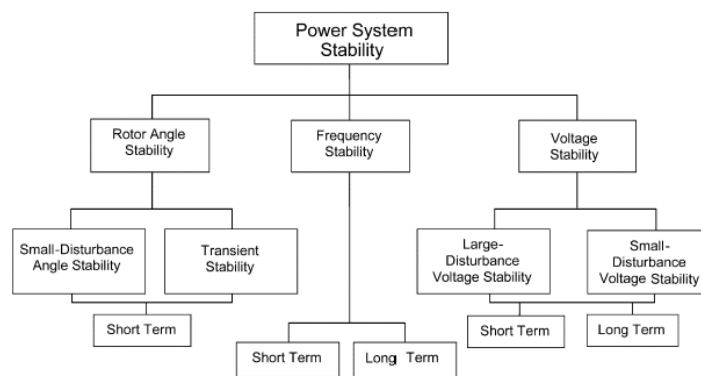 Power System
Stability
Rotor Angle
Stability
Frequency
Stability
Voltage
Stability
Small-Disturbance
Angle Stability
Transient
Stability
Large-
Disturbance
Voltage Stability
Small-
Disturbance
Voltage Stability
Short Term
Short Term
Long Term
Short Term
Long Term